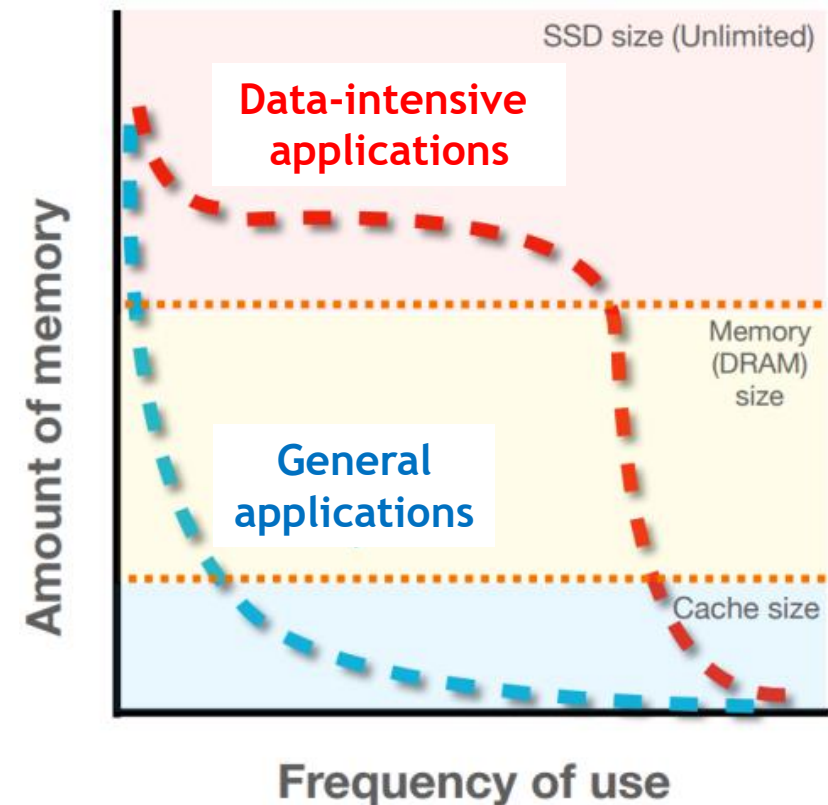 SSD size (Unlimited)
Data-intensive
applications
Memory
(DRAM)
size
General
applications
Cache size
Amount of memory
Frequency of use